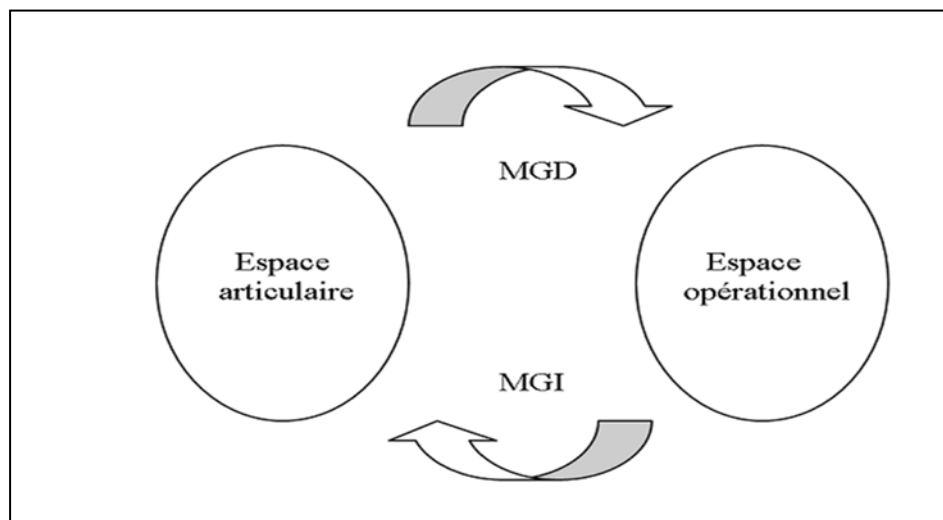 MGD
Espace
articulaire
Espace
opérationnel
MGI